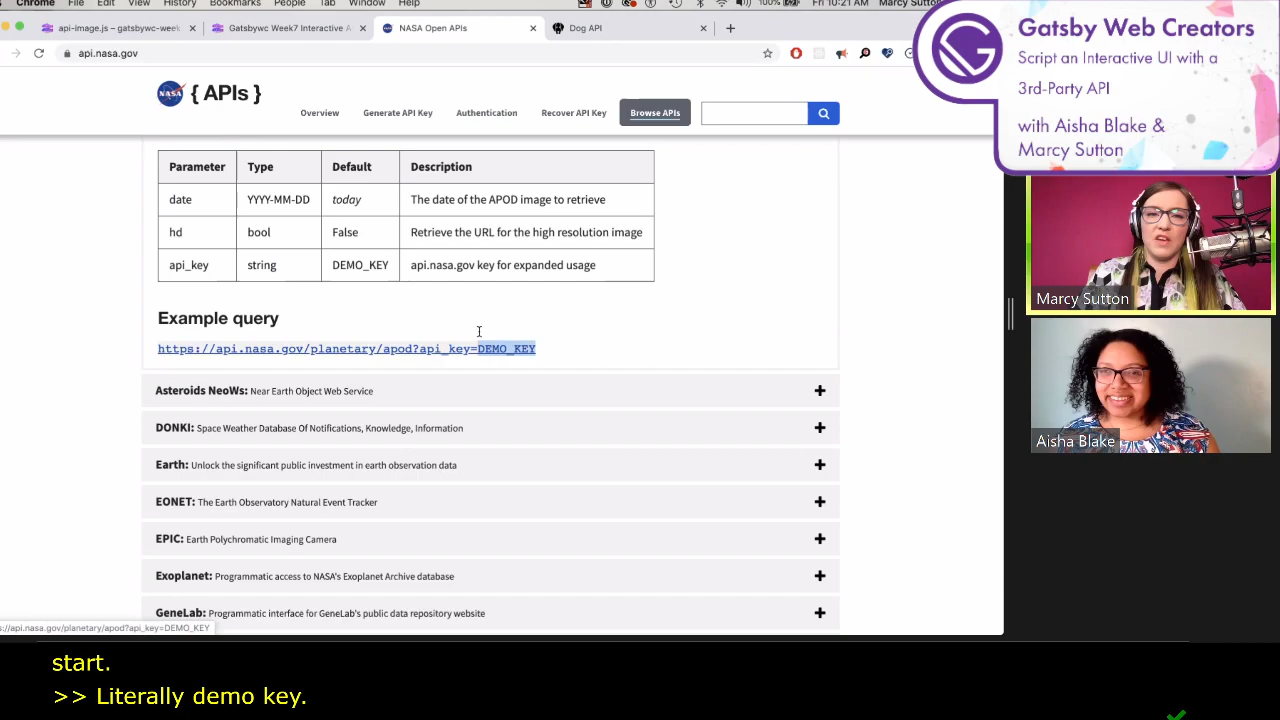 Chrome File Edit View History Bookmarks People Tab Window Help 100% Fri 10:21 AM Marcy Sutton
api-image.js — gatsbywc-week
Gatsbywc Week7 Interactive A
NASA Open APIs
Dog API
api.nasa.gov
Gatsby Web Creators
Script an Interactive UI with a
3rd-Party API
with Aisha Blake &
Marcy Sutton
NASA { APIs }
Overview Generate API Key Authentication Recover API Key Browse APIs
Parameter Type Default Description
date YYYY-MM-DD today The date of the APOD image to retrieve
hd bool False Retrieve the URL for the high resolution image
api_key string DEMO_KEY api.nasa.gov key for expanded usage
Example query
https://api.nasa.gov/planetary/apod?api_key=DEMO_KEY
Asteroids NeoWs: Near Earth Object Web Service
DONKI: Space Weather Database Of Notifications, Knowledge, Information
Earth: Unlock the significant public investment in earth observation data
EONET: The Earth Observatory Natural Event Tracker
EPIC: Earth Polychromatic Imaging Camera
Exoplanet: Programmatic access to NASA's Exoplanet Archive database
GeneLab: Programmatic interface for GeneLab's public data repository website
s://api.nasa.gov/planetary/apod?api_key=DEMO_KEY
Marcy Sutton
Aisha Blake
start.
>> Literally demo key.